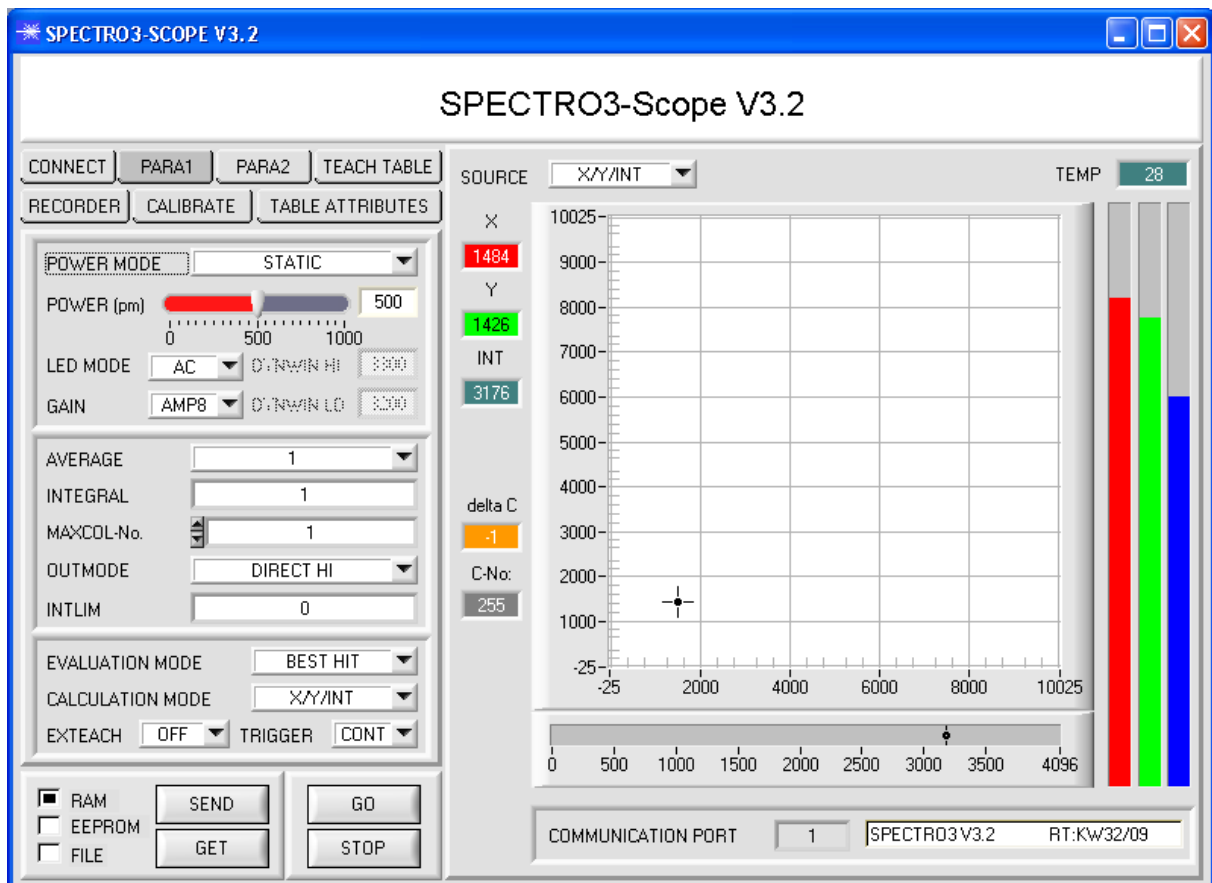 SPECTRO3-SCOPE V3.2
SPECTRO3-Scope V3.2
CONNECT PARA1 PARA2 TEACH TABLE
RECORDER CALIBRATE TABLE ATTRIBUTES
POWER MODE STATIC
POWER (pm) 500
0 500 1000
LED MODE AC DYNWIN HI
GAIN AMP8 DYNWIN LO
AVERAGE 1
INTEGRAL 1
MAXCOL-No. 1
OUTMODE DIRECT HI
INTLIM 0
EVALUATION MODE BEST HIT
CALCULATION MODE X/Y/INT
EXTEACH OFF TRIGGER CONT
RAM
EEPROM
FILE
SEND
GET
GO
STOP
SOURCE X/Y/INT TEMP 28
X
1484
Y
1426
INT
3176
delta C
-1
C-No:
255
10025
9000
8000
7000
6000
5000
4000
3000
2000
1000
-25
-25 2000 4000 6000 8000 10025
0 500 1000 1500 2000 2500 3000 3500 4096
COMMUNICATION PORT 1 SPECTRO3 V3.2 RT:KW32/09